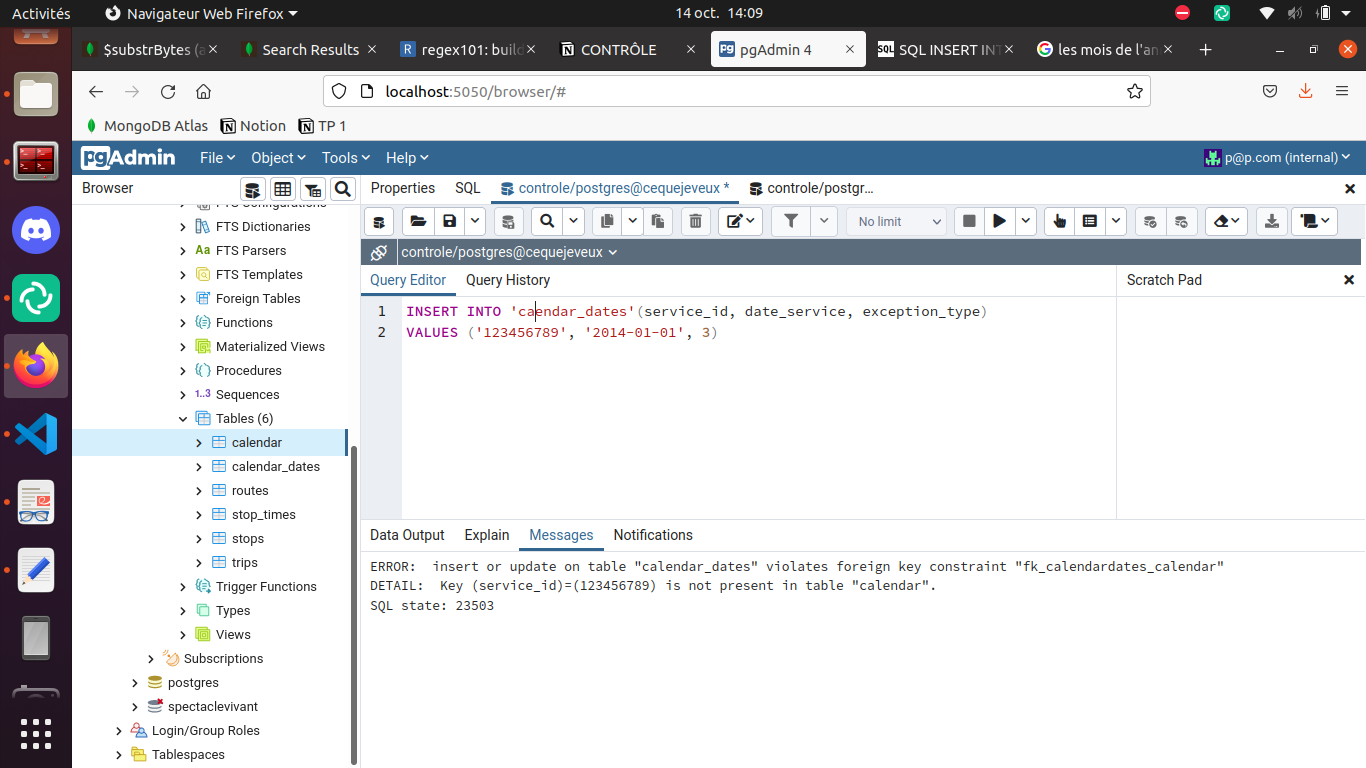 Activités
Navigateur Web Firefox
14 oct. 14:09
$substrBytes (a
Search Results
regex101: build
CONTRÔLE
pgAdmin 4
SQL INSERT INT
les mois de l'an
localhost:5050/browser/#
MongoDB Atlas
Notion
TP 1
pgAdmin
File
Object
Tools
Help
p@p.com (internal)
Browser
Properties
SQL
controle/postgres@cequejeveux *
controle/postgr...
No limit
controle/postgres@cequejeveux
Query Editor
Query History
Scratch Pad
1 INSERT INTO 'caendar_dates'(service_id, date_service, exception_type)
2 VALUES ('123456789', '2014-01-01', 3)
FTS Configurations
FTS Dictionaries
FTS Parsers
FTS Templates
Foreign Tables
Functions
Materialized Views
Procedures
Sequences
Tables (6)
calendar
calendar_dates
routes
stop_times
stops
trips
Trigger Functions
Types
Views
Subscriptions
postgres
spectaclevivant
Login/Group Roles
Tablespaces
Data Output
Explain
Messages
Notifications
ERROR:  insert or update on table "calendar_dates" violates foreign key constraint "fk_calendardates_calendar"
DETAIL:  Key (service_id)=(123456789) is not present in table "calendar".
SQL state: 23503